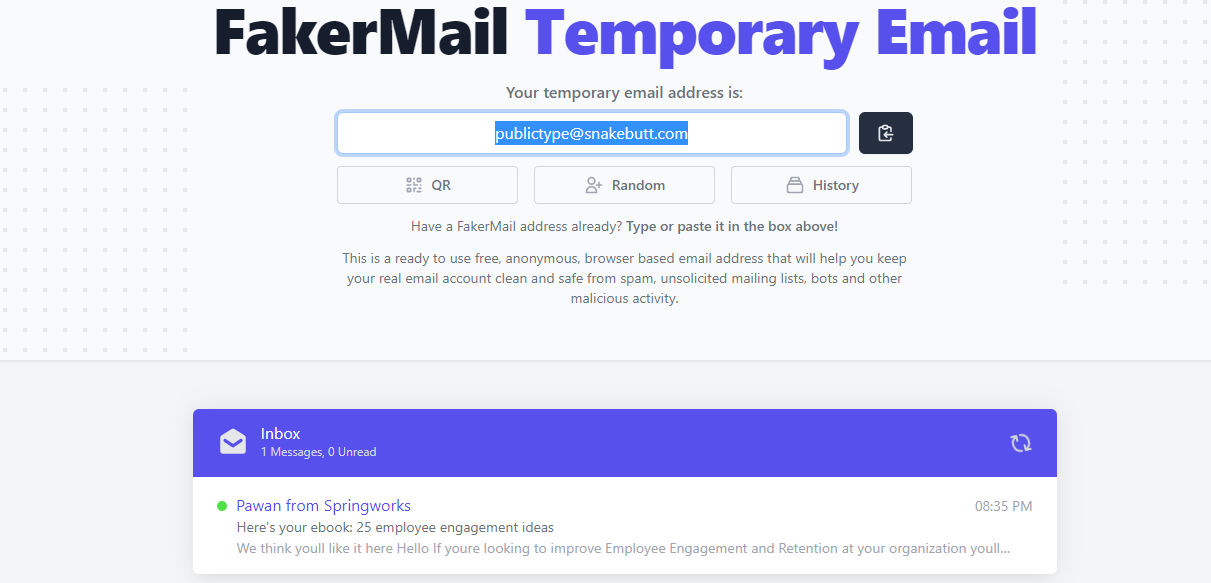 FakerMail Temporary Email
Your temporary email address is:
publictype@snakebutt.com
QR
Random
History
Have a FakerMail address already? Type or paste it in the box above!
This is a ready to use free, anonymous, browser based email address that will help you keep
your real email account clean and safe from spam, unsolicited mailing lists, bots and other
malicious activity.
Inbox
1 Messages, 0 Unread
Pawan from Springworks
08:35 PM
Here's your ebook: 25 employee engagement ideas
We think youll like it here Hello If youre looking to improve Employee Engagement and Retention at your organization youll...